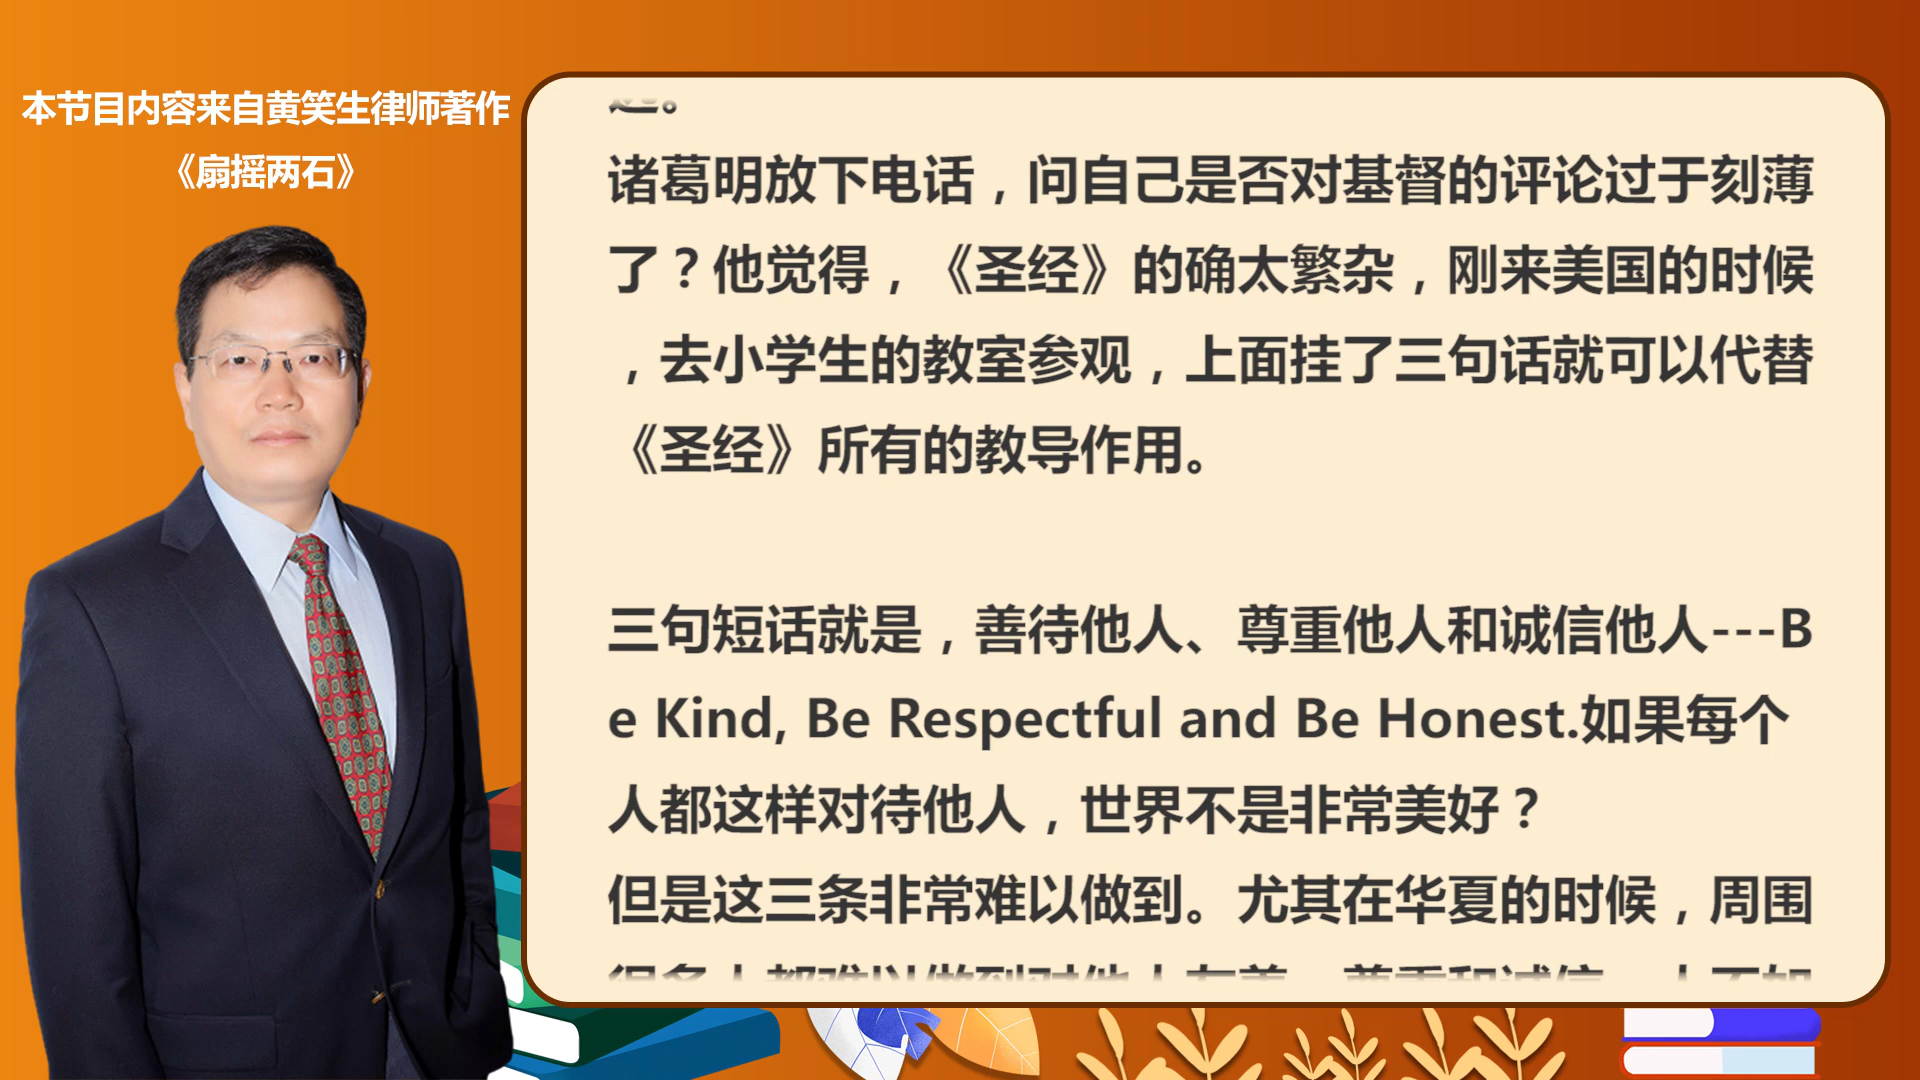 本节目内容来自黄笑生律师著作
《扇摇两石》
诸葛明放下电话，问自己是否对基督的评论过于刻薄
了？他觉得，《圣经》的确太繁杂，刚来美国的时候
，去小学生的教室参观，上面挂了三句话就可以代替
《圣经》所有的教导作用。
三句短话就是，善待他人、尊重他人和诚信他人---B
e Kind, Be Respectful and Be Honest.如果每个
人都这样对待他人，世界不是非常美好？
但是这三条非常难以做到。尤其在华夏的时候，周围